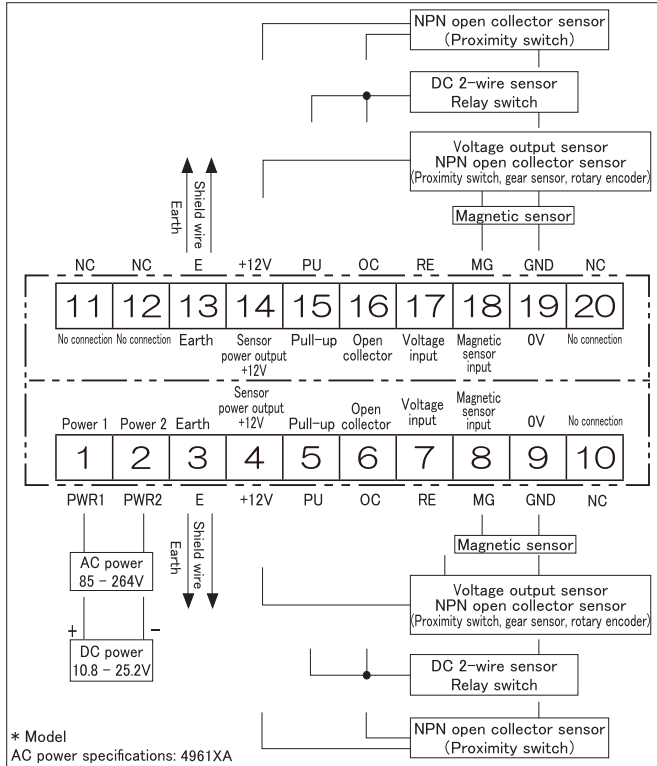 NPN open collector sensor
(Proximity switch)
DC 2-wire sensor
Relay switch
Voltage output sensor
NPN open collector sensor
(Proximity switch, gear sensor, rotary encoder)
Magnetic sensor
Shield wire
Earth
NC NC E +12V PU OC RE MG GND NC
11 12 13 14 15 16 17 18 19 20
No connection No connection Earth Sensor power output +12V Pull-up Open collector Voltage input Magnetic sensor input 0V No connection
Power 1 Power 2 Earth Sensor power output +12V Pull-up Open collector Voltage input Magnetic sensor input 0V No connection
1 2 3 4 5 6 7 8 9 10
PWR1 PWR2 E +12V PU OC RE MG GND NC
Shield wire
Earth
AC power
85 - 264V
+ -
DC power
10.8 - 25.2V
Magnetic sensor
Voltage output sensor
NPN open collector sensor
(Proximity switch, gear sensor, rotary encoder)
DC 2-wire sensor
Relay switch
NPN open collector sensor
(Proximity switch)
* Model
AC power specifications: 4961XA